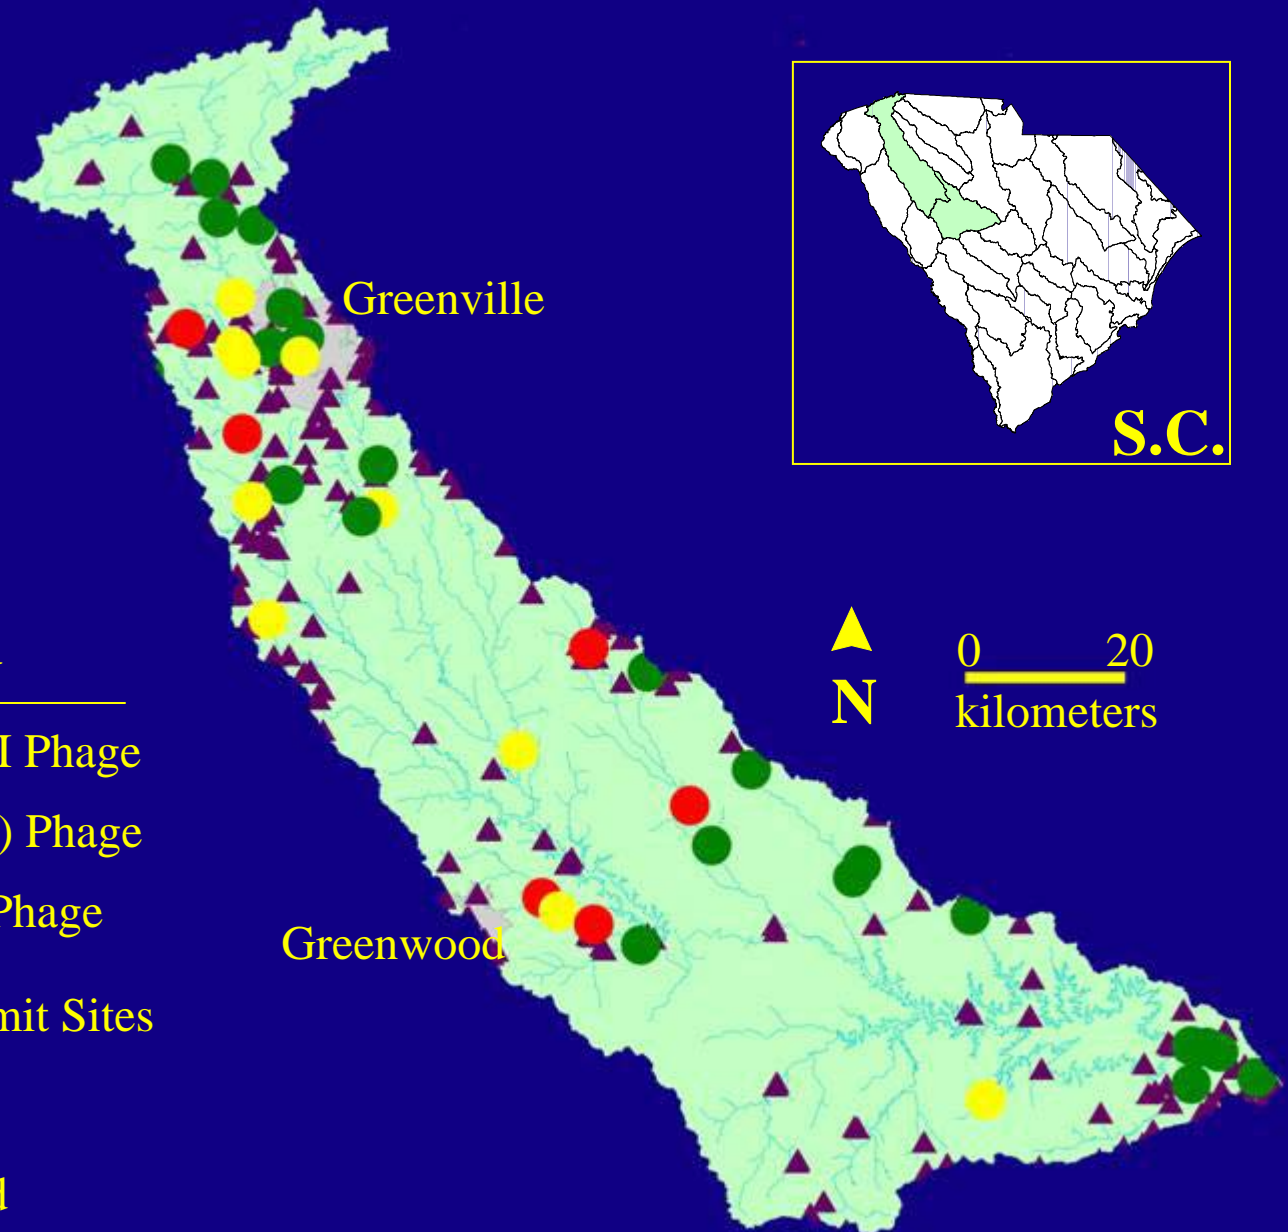 Greenville
S.C.
0 20
N
kilometers
I Phage
) Phage
Phage
Greenwood
mit Sites
d